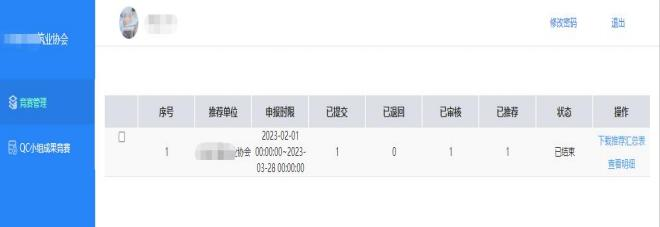 修改密码
退出
筑业协会
竞赛管理
QC小组成果竞赛
序号
推荐单位
申报时限
已提交
已退回
已审核
已推荐
状态
操作
1
业协会
2023-02-01
00:00:00~2023-
03-28 00:00:00
1
0
1
1
已结束
下载推荐汇总表
查看明细